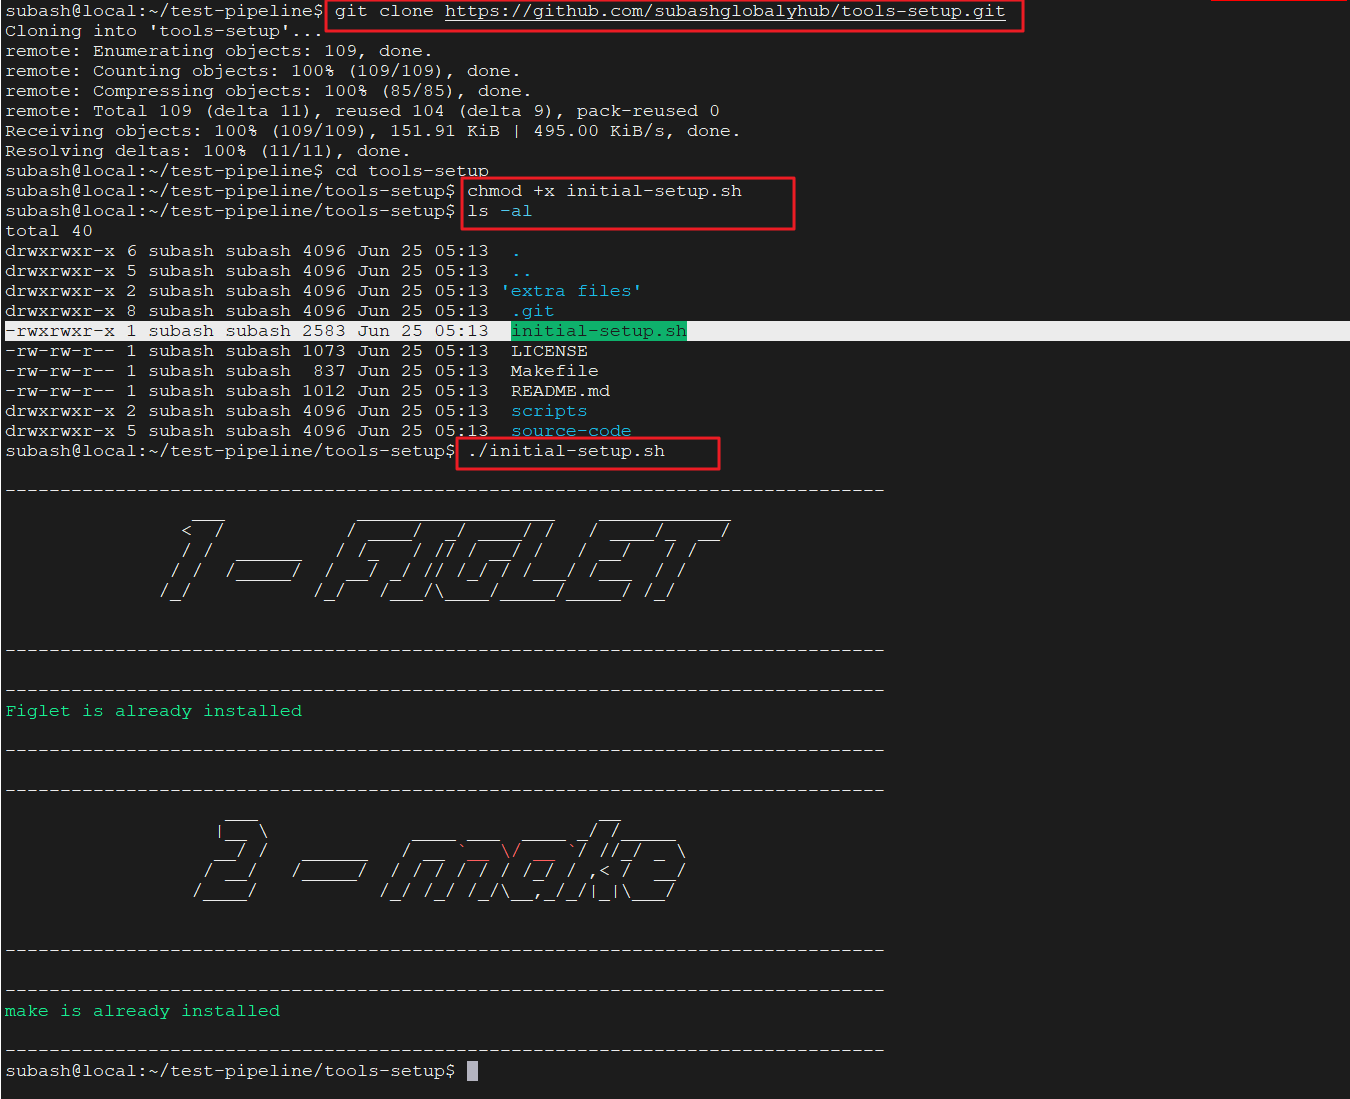 subash@local:~/test-pipeline$ git clone https://github.com/subashglobalyhub/tools-setup.git
Cloning into 'tools-setup'...
remote: Enumerating objects: 109, done.
remote: Counting objects: 100% (109/109), done.
remote: Compressing objects: 100% (85/85), done.
remote: Total 109 (delta 11), reused 104 (delta 9), pack-reused 0
Receiving objects: 100% (109/109), 151.91 KiB | 495.00 KiB/s, done.
Resolving deltas: 100% (11/11), done.
subash@local:~/test-pipeline$ cd tools-setup
subash@local:~/test-pipeline/tools-setup$ chmod +x initial-setup.sh
subash@local:~/test-pipeline/tools-setup$ ls -al
total 40
drwxrwxr-x 6 subash subash 4096 Jun 25 05:13  .
drwxrwxr-x 5 subash subash 4096 Jun 25 05:13  ..
drwxrwxr-x 2 subash subash 4096 Jun 25 05:13 'extra files'
drwxrwxr-x 8 subash subash 4096 Jun 25 05:13  .git
-rwxrwxr-x 1 subash subash 2583 Jun 25 05:13  initial-setup.sh
-rw-rw-r-- 1 subash subash 1073 Jun 25 05:13  LICENSE
-rw-rw-r-- 1 subash subash  837 Jun 25 05:13  Makefile
-rw-rw-r-- 1 subash subash 1012 Jun 25 05:13  README.md
drwxrwxr-x 2 subash subash 4096 Jun 25 05:13  scripts
drwxrwxr-x 5 subash subash 4096 Jun 25 05:13  source-code
subash@local:~/test-pipeline/tools-setup$ ./initial-setup.sh
1 - FIGLET
Figlet is already installed
2 - make
make is already installed
subash@local:~/test-pipeline/tools-setup$